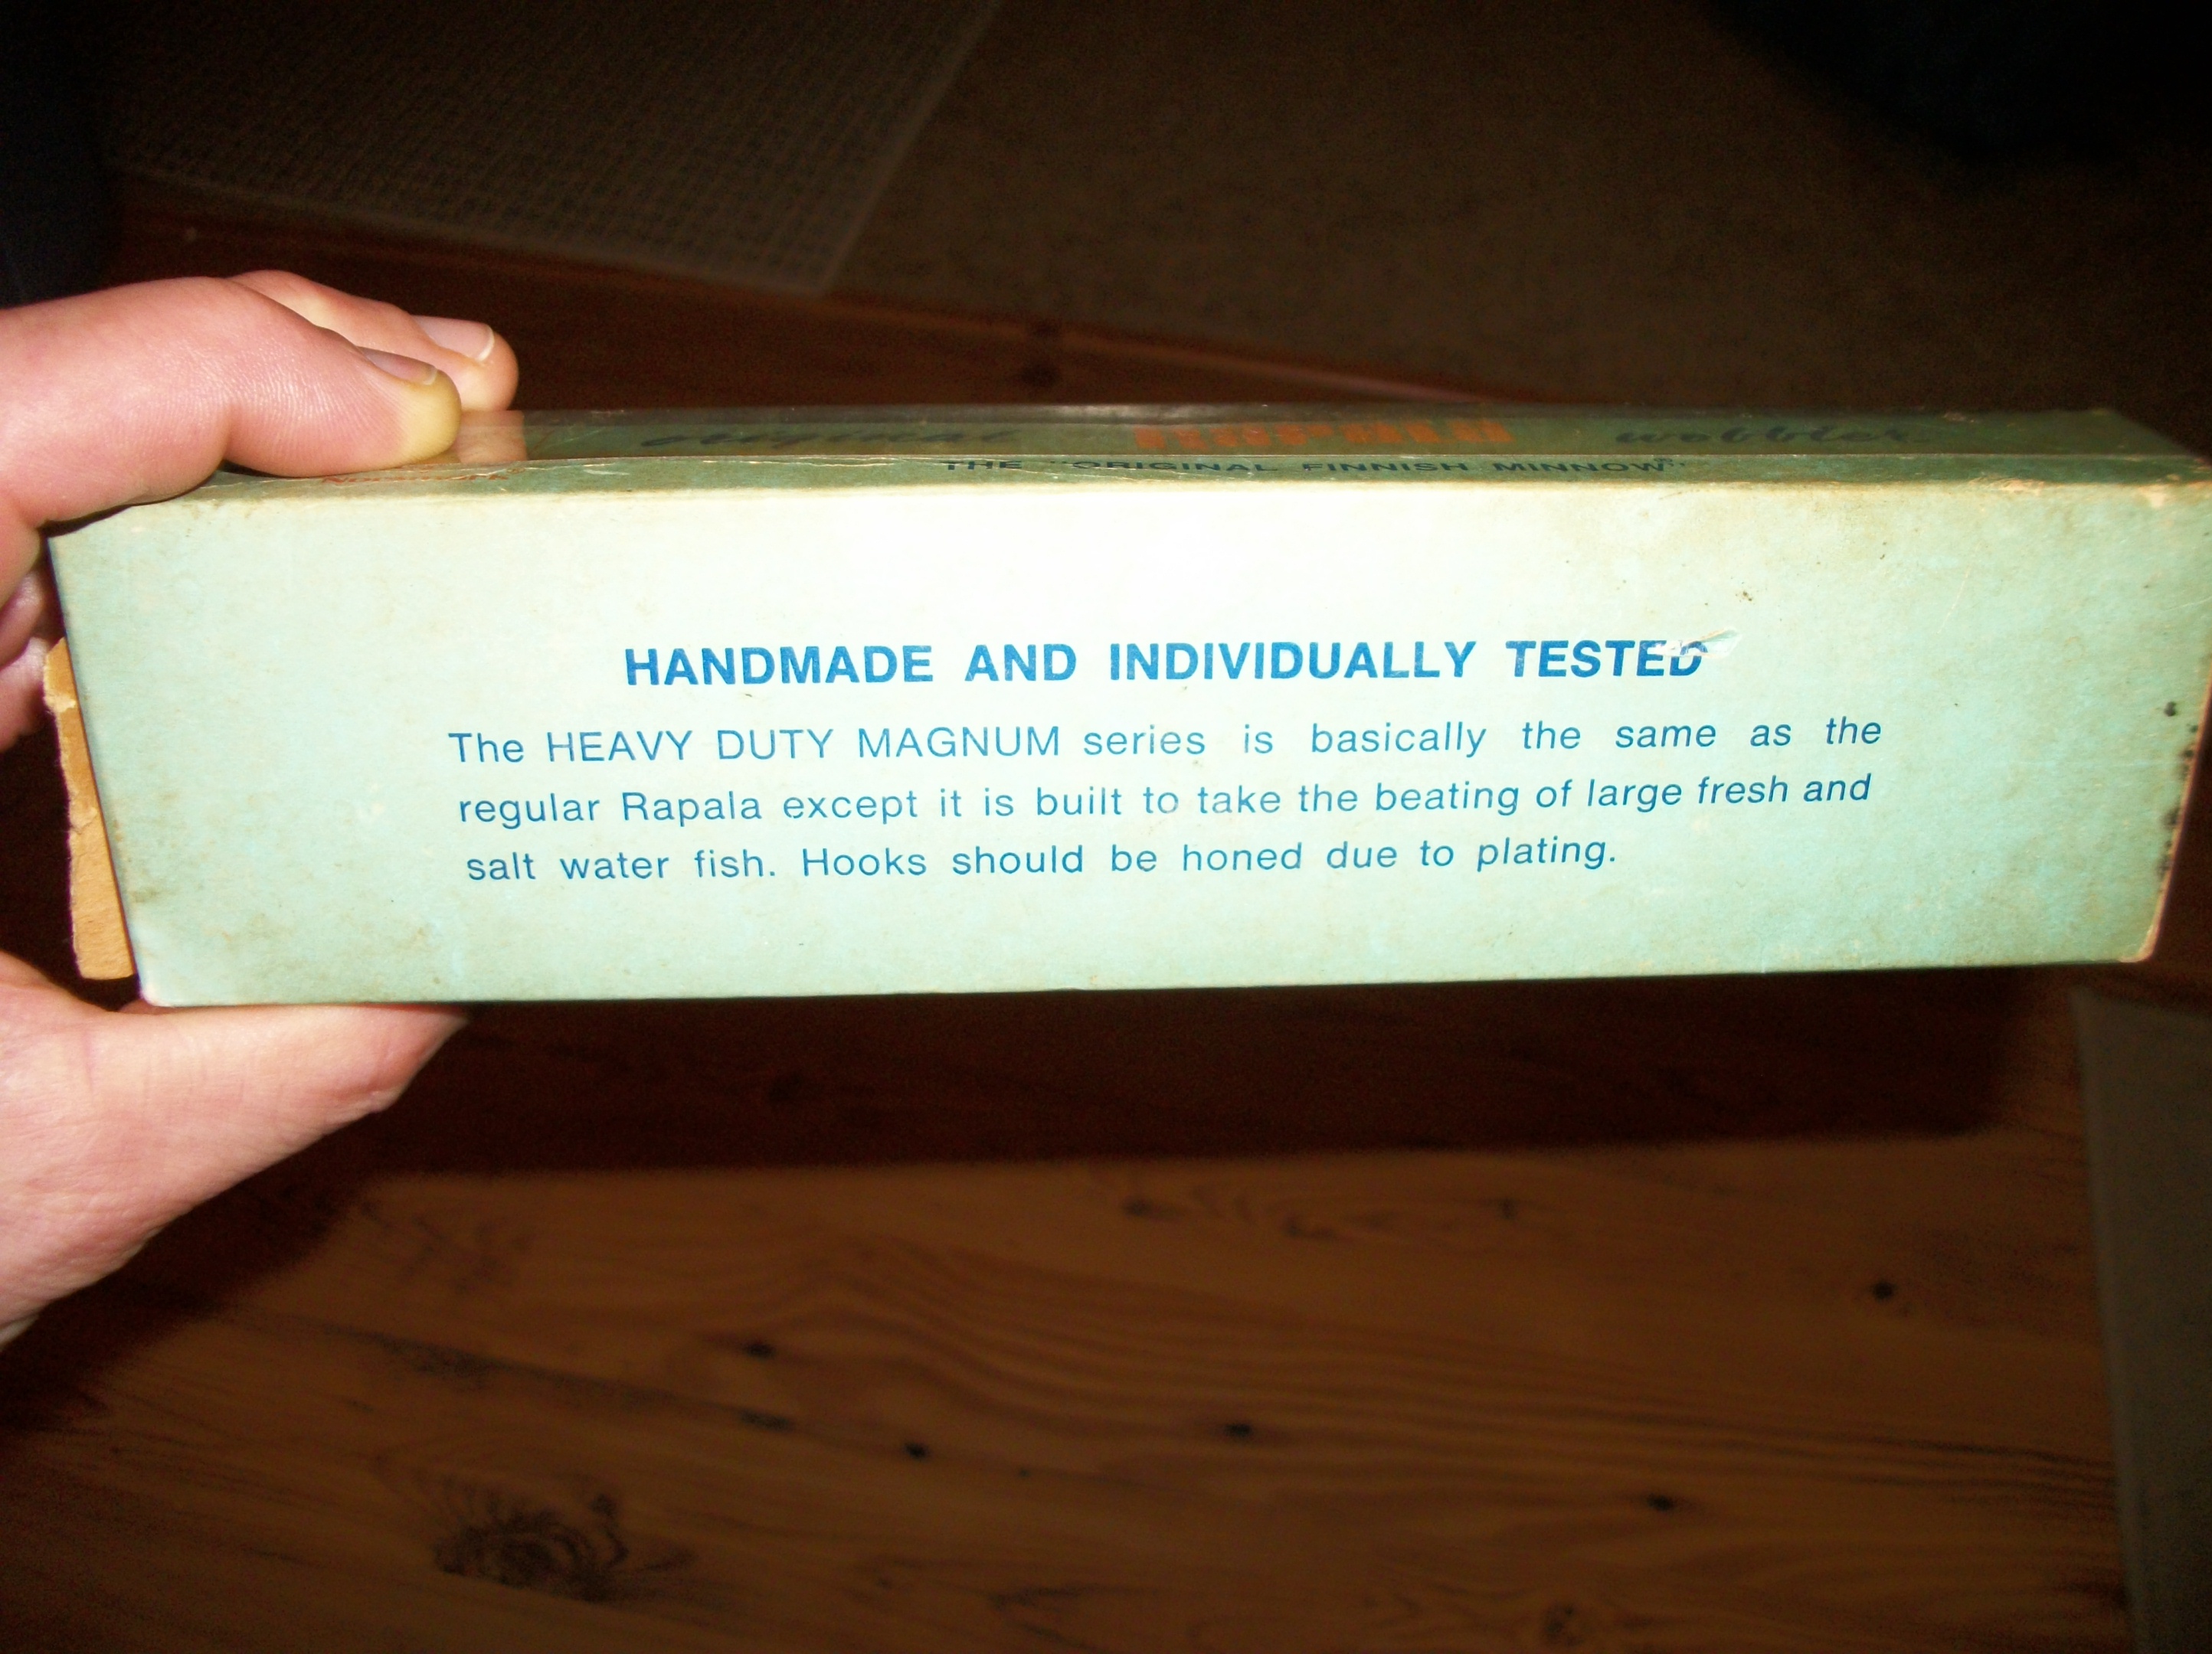 original RAPALA wobbler
Normark THE "ORIGINAL FINNISH MINNOW"®
HANDMADE AND INDIVIDUALLY TESTED
The HEAVY DUTY MAGNUM series is basically the same as the
regular Rapala except it is built to take the beating of large fresh and
salt water fish. Hooks should be honed due to plating.